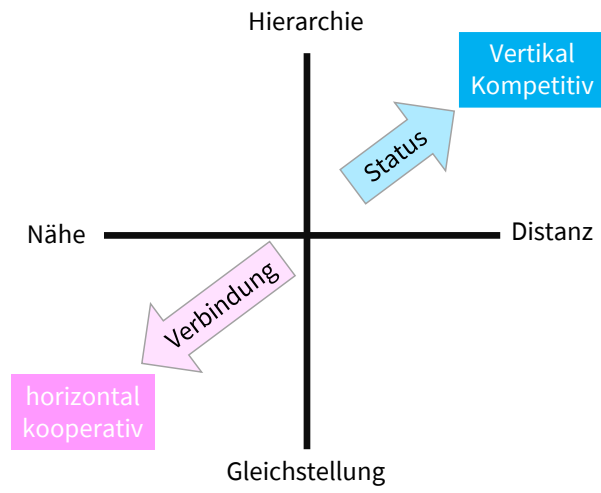 Hierarchie
Vertikal
Kompetitiv
Status
Nähe
Distanz
Verbindung
horizontal
kooperativ
Gleichstellung